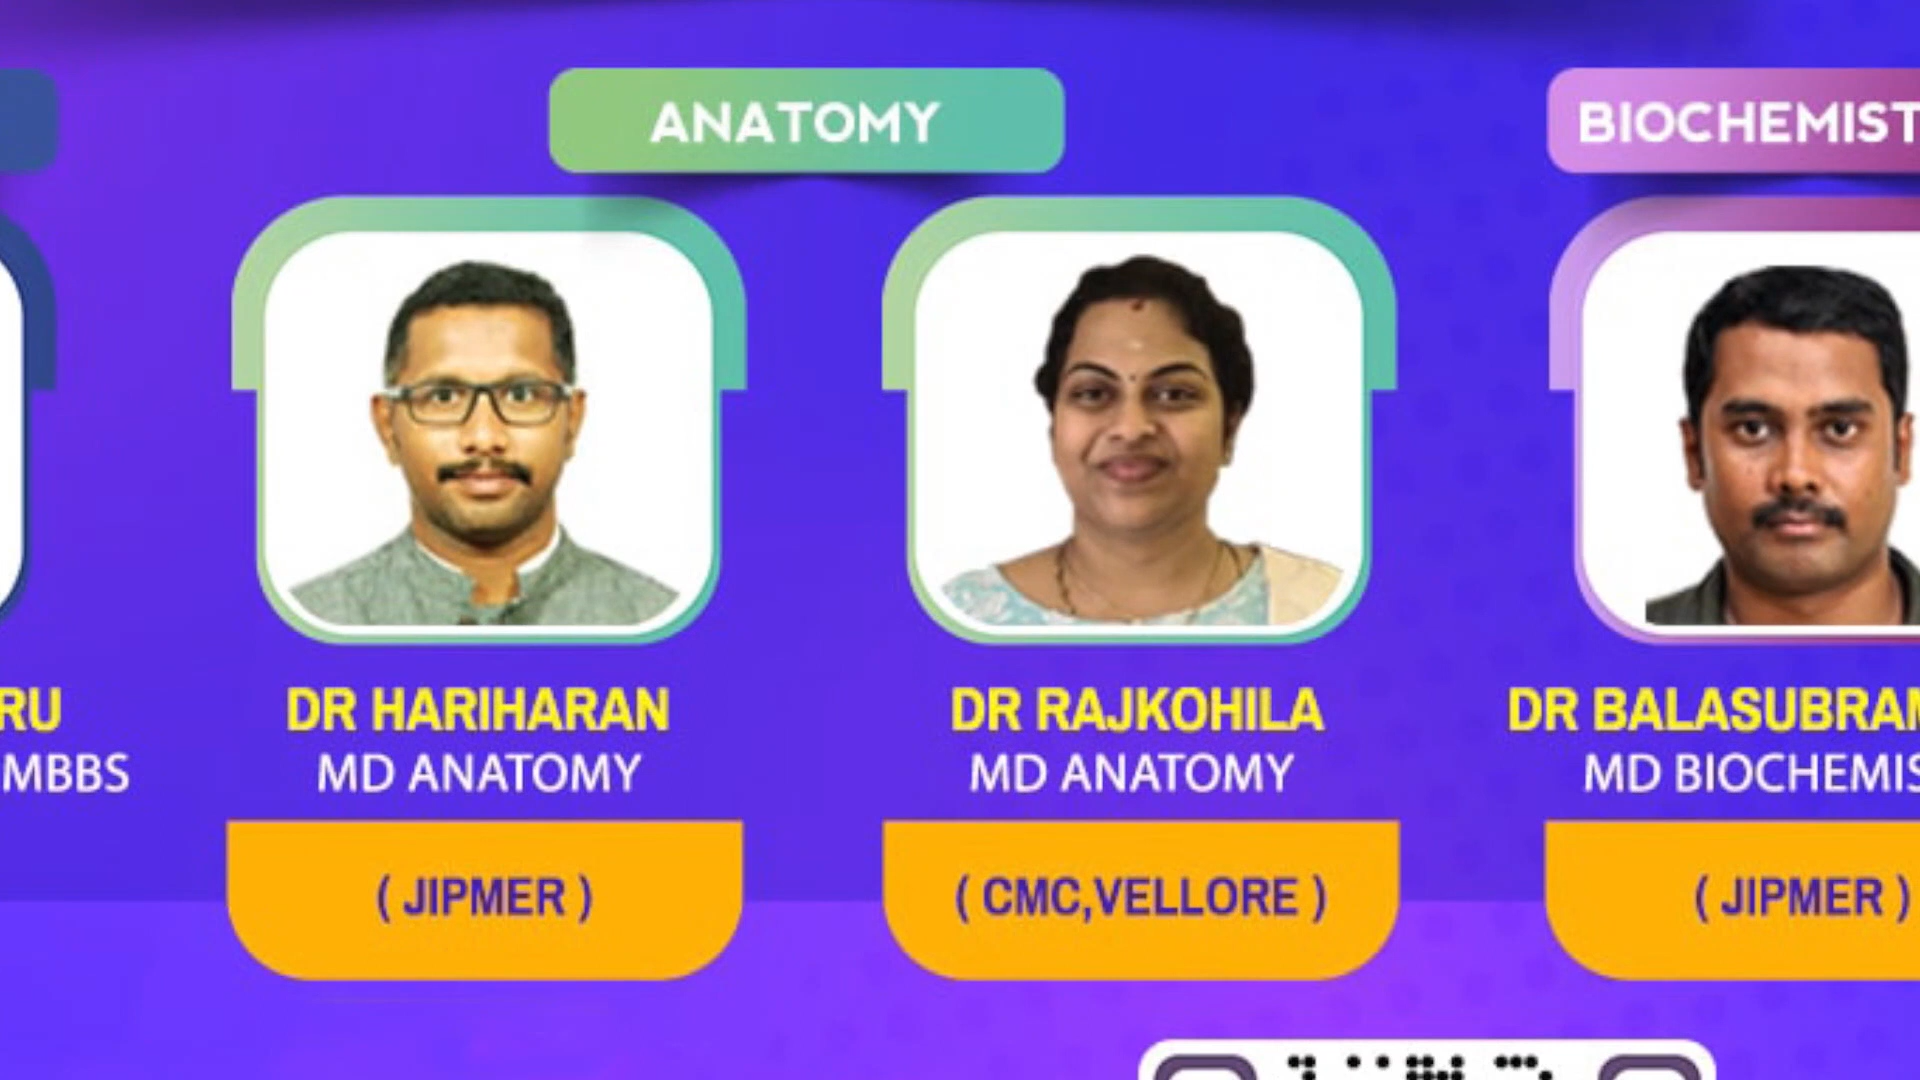 ANATOMY
BIOCHEMIST
RU
MBBS
DR HARIHARAN
MD ANATOMY
( JIPMER )
DR RAJKOHILA
MD ANATOMY
( CMC,VELLORE )
DR BALASUBRAM
MD BIOCHEMIS
( JIPMER )